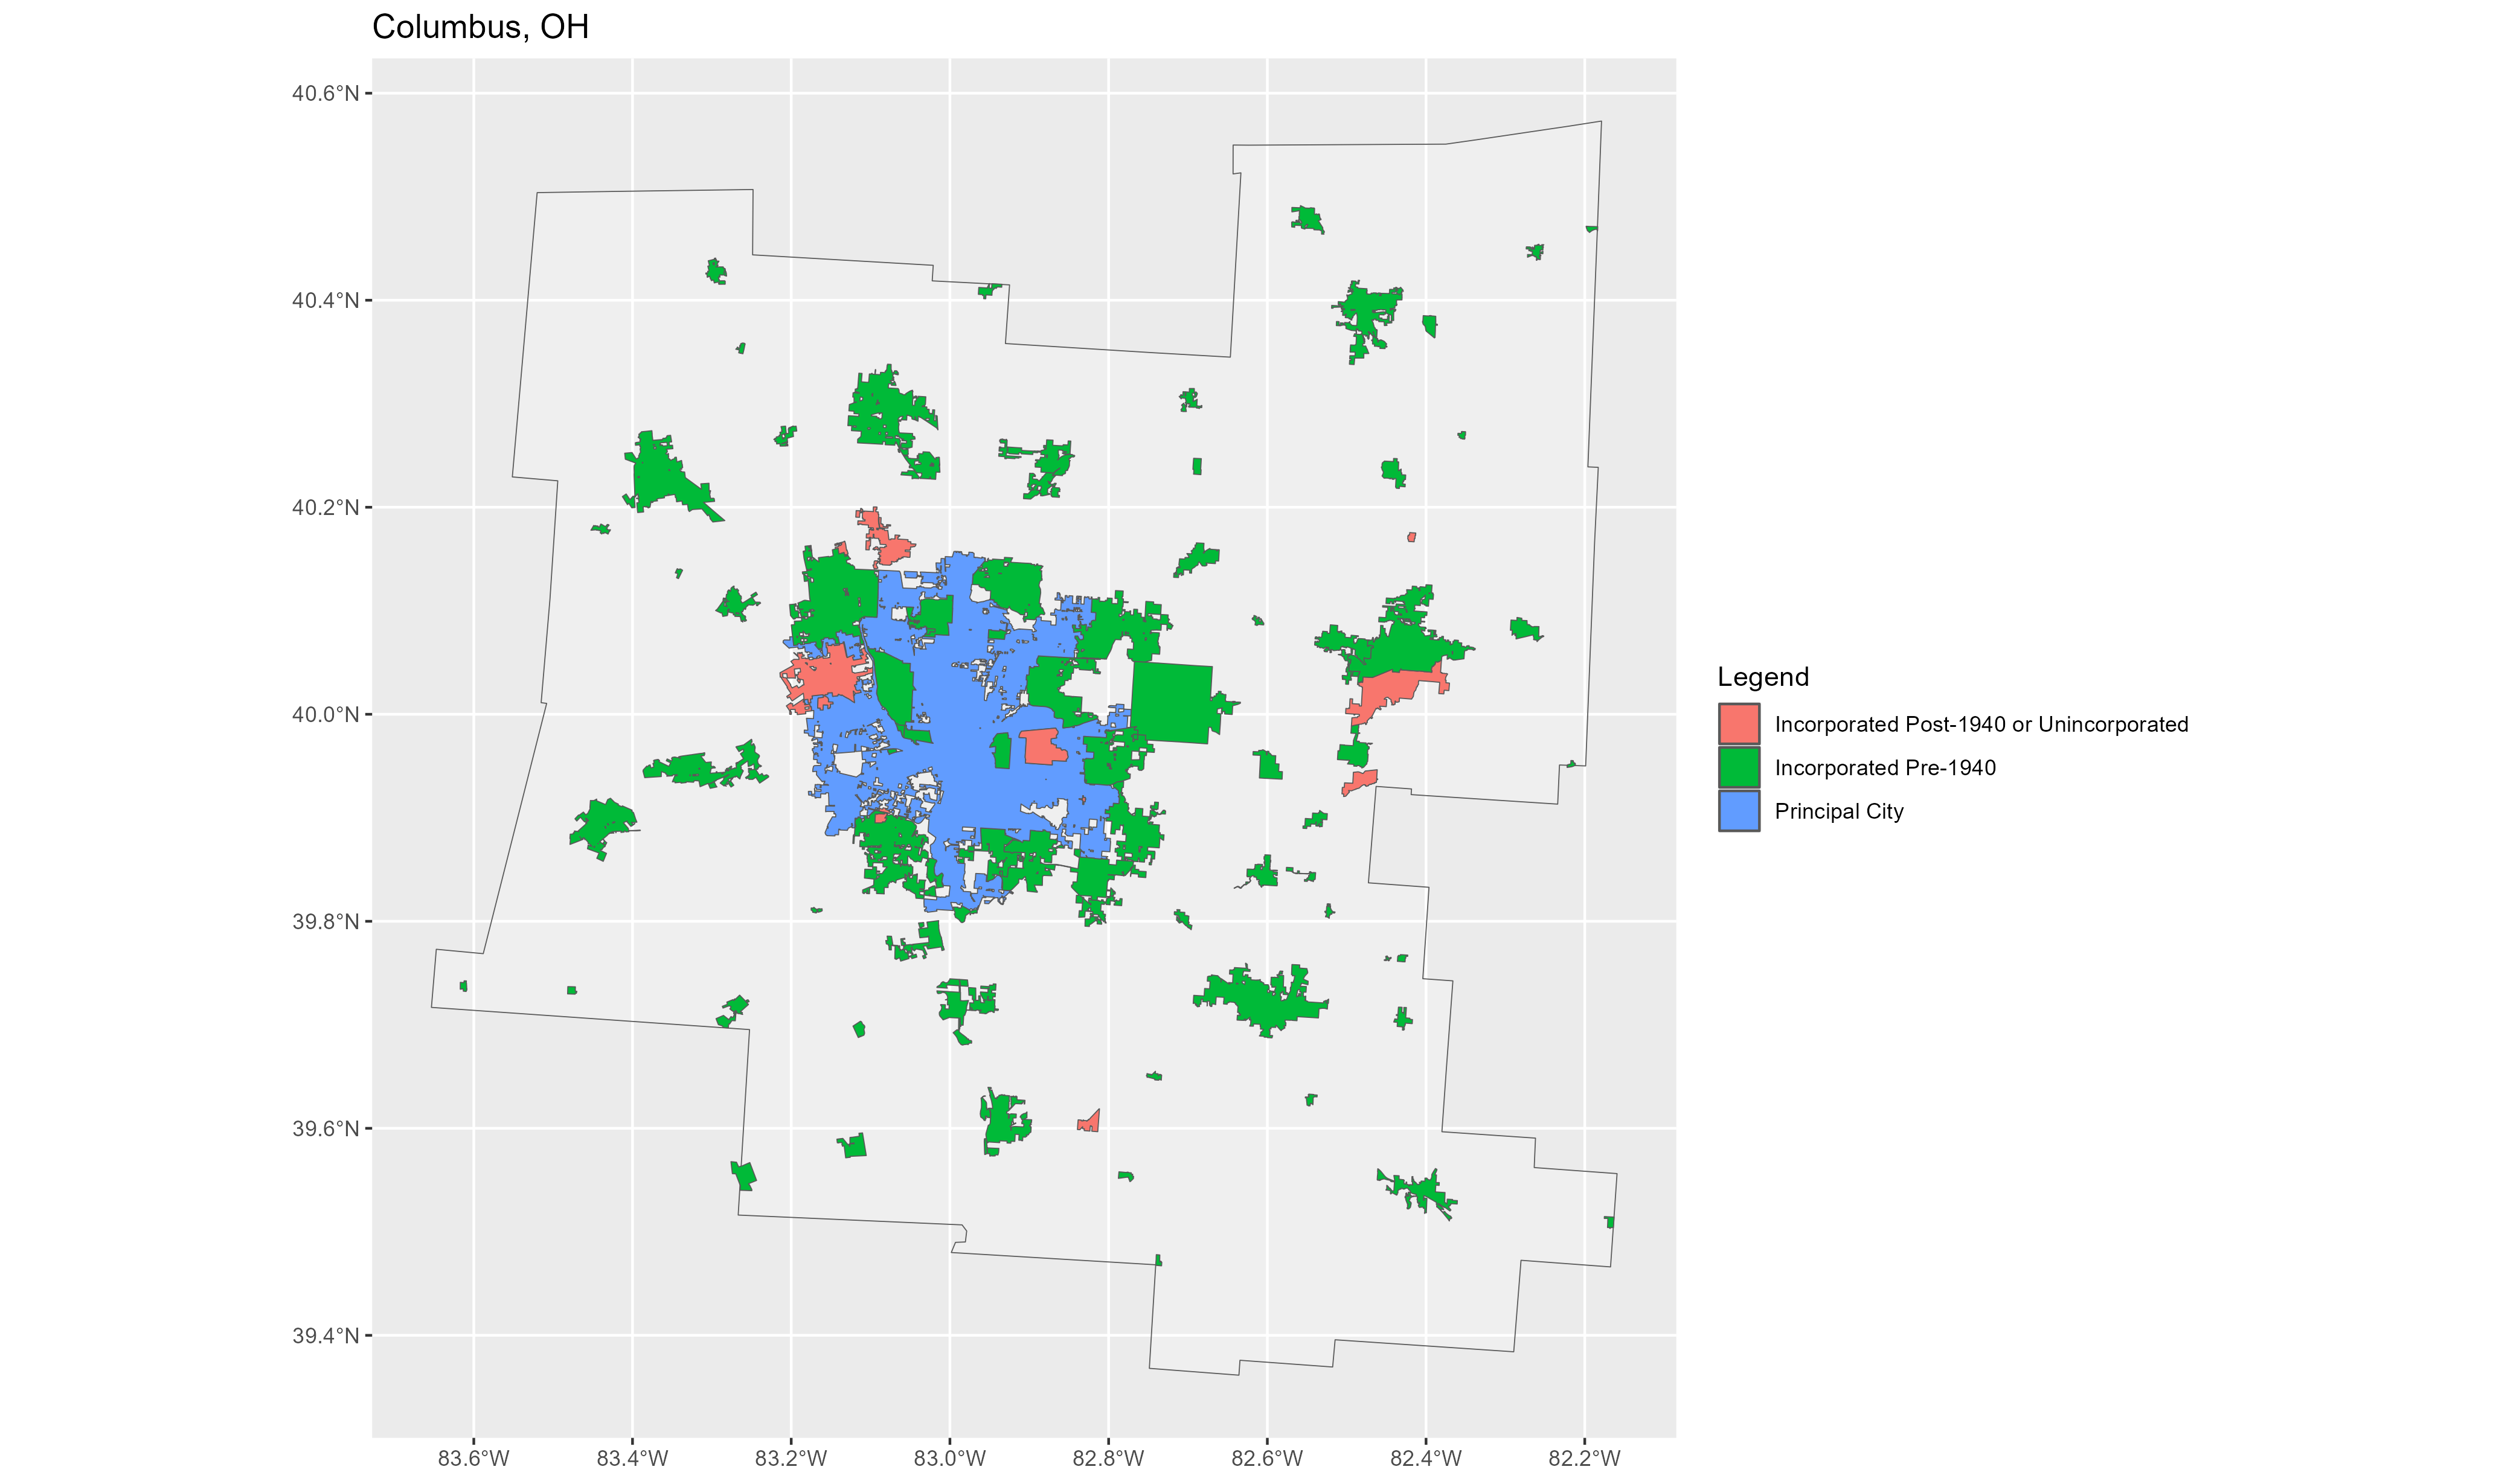 Columbus, OH
40.6°N
40.4°N
40.2°N
40.0°N
39.8°N
39.6°N
39.4°N
83.6°W 83.4°W 83.2°W 83.0°W 82.8°W 82.6°W 82.4°W 82.2°W
Legend
Incorporated Post-1940 or Unincorporated
Incorporated Pre-1940
Principal City